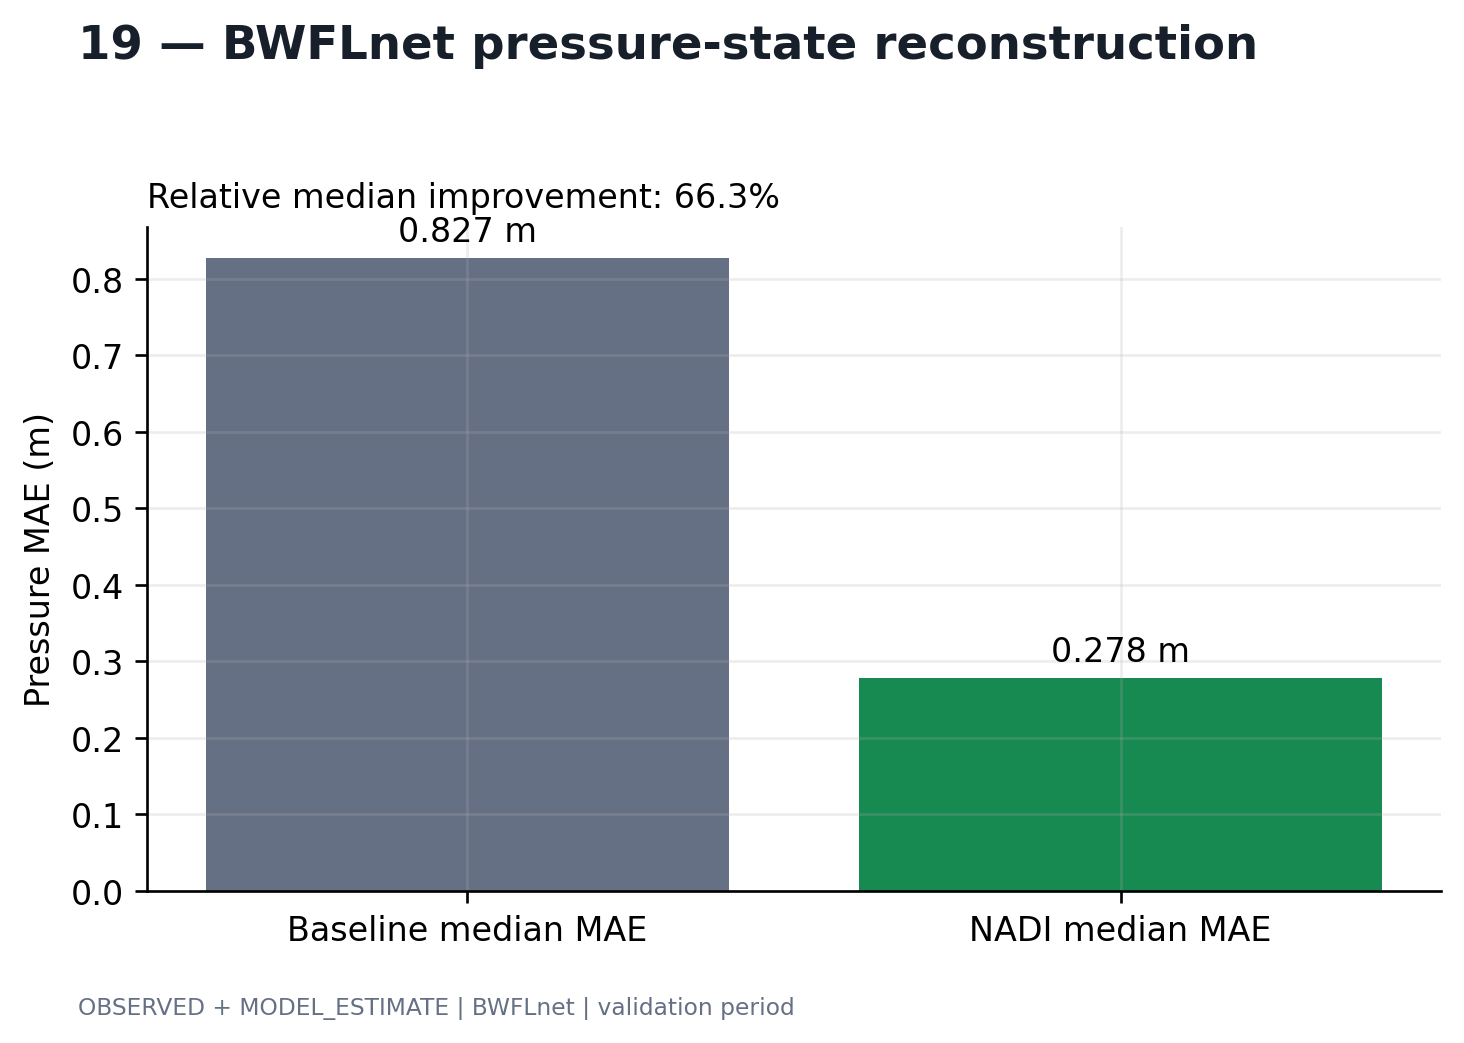 19 — BWFLnet pressure-state reconstruction
Relative median improvement: 66.3%
0.827 m
0.8
0.7
0.6
0.5
0.4
0.3
0.2
0.1
0.0
Pressure MAE (m)
0.278 m
Baseline median MAE
NADI median MAE
OBSERVED + MODEL_ESTIMATE | BWFLnet | validation period